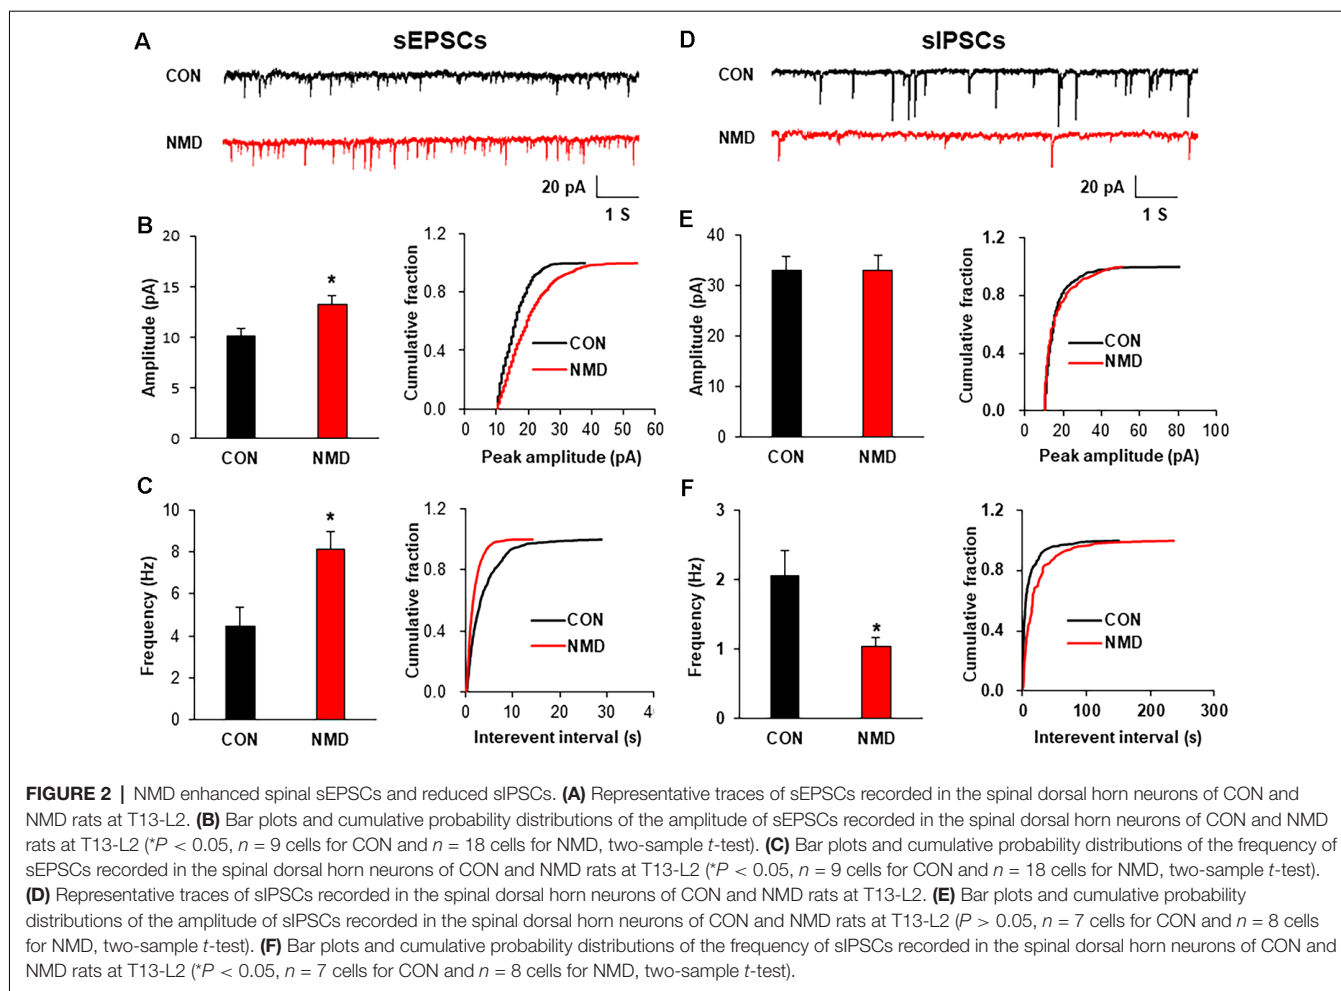 A
sEPSCs
CON
NMD
20 pA
1 S
D
sIPSCs
CON
NMD
20 pA
1 S
B
20
15
10
5
0
Amplitude (pA)
*
CON
NMD
1.2
0.8
0.4
0.0
Cumulative fraction
CON
NMD
0
10
20
30
40
50
60
Peak amplitude (pA)
E
40
30
20
10
0
Amplitude (pA)
CON
NMD
1.2
0.8
0.4
0.0
Cumulative fraction
CON
NMD
0
20
40
60
80
100
Peak amplitude (pA)
C
10
8
6
4
2
0
Frequency (Hz)
*
CON
NMD
1.2
0.8
0.4
0.0
Cumulative fraction
CON
NMD
0
10
20
30
Interevent interval (s)
F
3
2
1
0
Frequency (Hz)
*
CON
NMD
1.2
0.8
0.4
0.0
Cumulative fraction
CON
NMD
0
100
200
300
Interevent interval (s)
FIGURE 2 | NMD enhanced spinal sEPSCs and reduced sIPSCs. (A) Representative traces of sEPSCs recorded in the spinal dorsal horn neurons of CON and
NMD rats at T13-L2. (B) Bar plots and cumulative probability distributions of the amplitude of sEPSCs recorded in the spinal dorsal horn neurons of CON and NMD
rats at T13-L2 (*P < 0.05, n = 9 cells for CON and n = 18 cells for NMD, two-sample t-test). (C) Bar plots and cumulative probability distributions of the frequency of
sEPSCs recorded in the spinal dorsal horn neurons of CON and NMD rats at T13-L2 (*P < 0.05, n = 9 cells for CON and n = 18 cells for NMD, two-sample t-test).
(D) Representative traces of sIPSCs recorded in the spinal dorsal horn neurons of CON and NMD rats at T13-L2. (E) Bar plots and cumulative probability
distributions of the amplitude of sIPSCs recorded in the spinal dorsal horn neurons of CON and NMD rats at T13-L2 (P > 0.05, n = 7 cells for CON and n = 8 cells
for NMD, two-sample t-test). (F) Bar plots and cumulative probability distributions of the frequency of sIPSCs recorded in the spinal dorsal horn neurons of CON and
NMD rats at T13-L2 (*P < 0.05, n = 7 cells for CON and n = 8 cells for NMD, two-sample t-test).